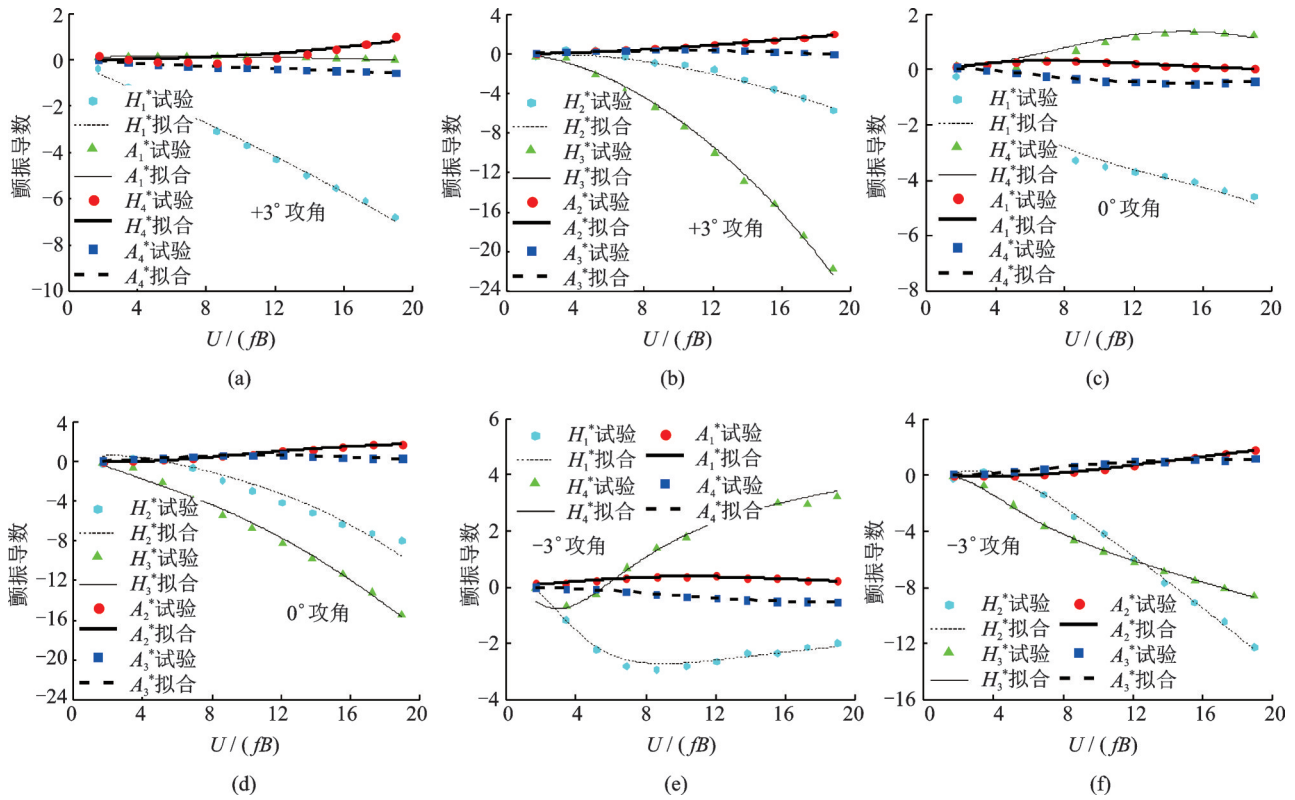 2
0
−2
−4
−6
−8
−10
颤振导数
H₁*试验
H₁*拟合
A₁*试验
A₁*拟合
H₄*试验
H₄*拟合
A₄*试验
A₄*拟合
+3°攻角
0 4 8 12 16 20
U / (fB)
(a)
4
0
−4
−8
−12
−16
−20
−24
颤振导数
H₂*试验
H₂*拟合
H₃*试验
H₃*拟合
A₂*试验
A₂*拟合
A₃*试验
A₃*拟合
+3°攻角
0 4 8 12 16 20
U / (fB)
(b)
2
0
−2
−4
−6
−8
颤振导数
H₁*试验
H₁*拟合
H₄*试验
H₄*拟合
A₁*试验
A₁*拟合
A₄*试验
A₄*拟合
0°攻角
0 4 8 12 16 20
U / (fB)
(c)
4
0
−4
−8
−12
−16
−20
−24
颤振导数
H₂*试验
H₂*拟合
H₃*试验
H₃*拟合
A₂*试验
A₂*拟合
A₃*试验
A₃*拟合
0°攻角
0 4 8 12 16 20
U / (fB)
(d)
6
4
2
0
−2
−4
颤振导数
H₁*试验 A₁*试验
H₁*拟合 A₁*拟合
H₄*试验 A₄*试验
H₄*拟合 A₄*拟合
−3°攻角
0 4 8 12 16 20
U / (fB)
(e)
4
0
−4
−8
−12
−16
颤振导数
−3°攻角
H₂*试验 A₂*试验
H₂*拟合 A₂*拟合
H₃*试验 A₃*试验
H₃*拟合 A₃*拟合
0 4 8 12 16 20
U / (fB)
(f)